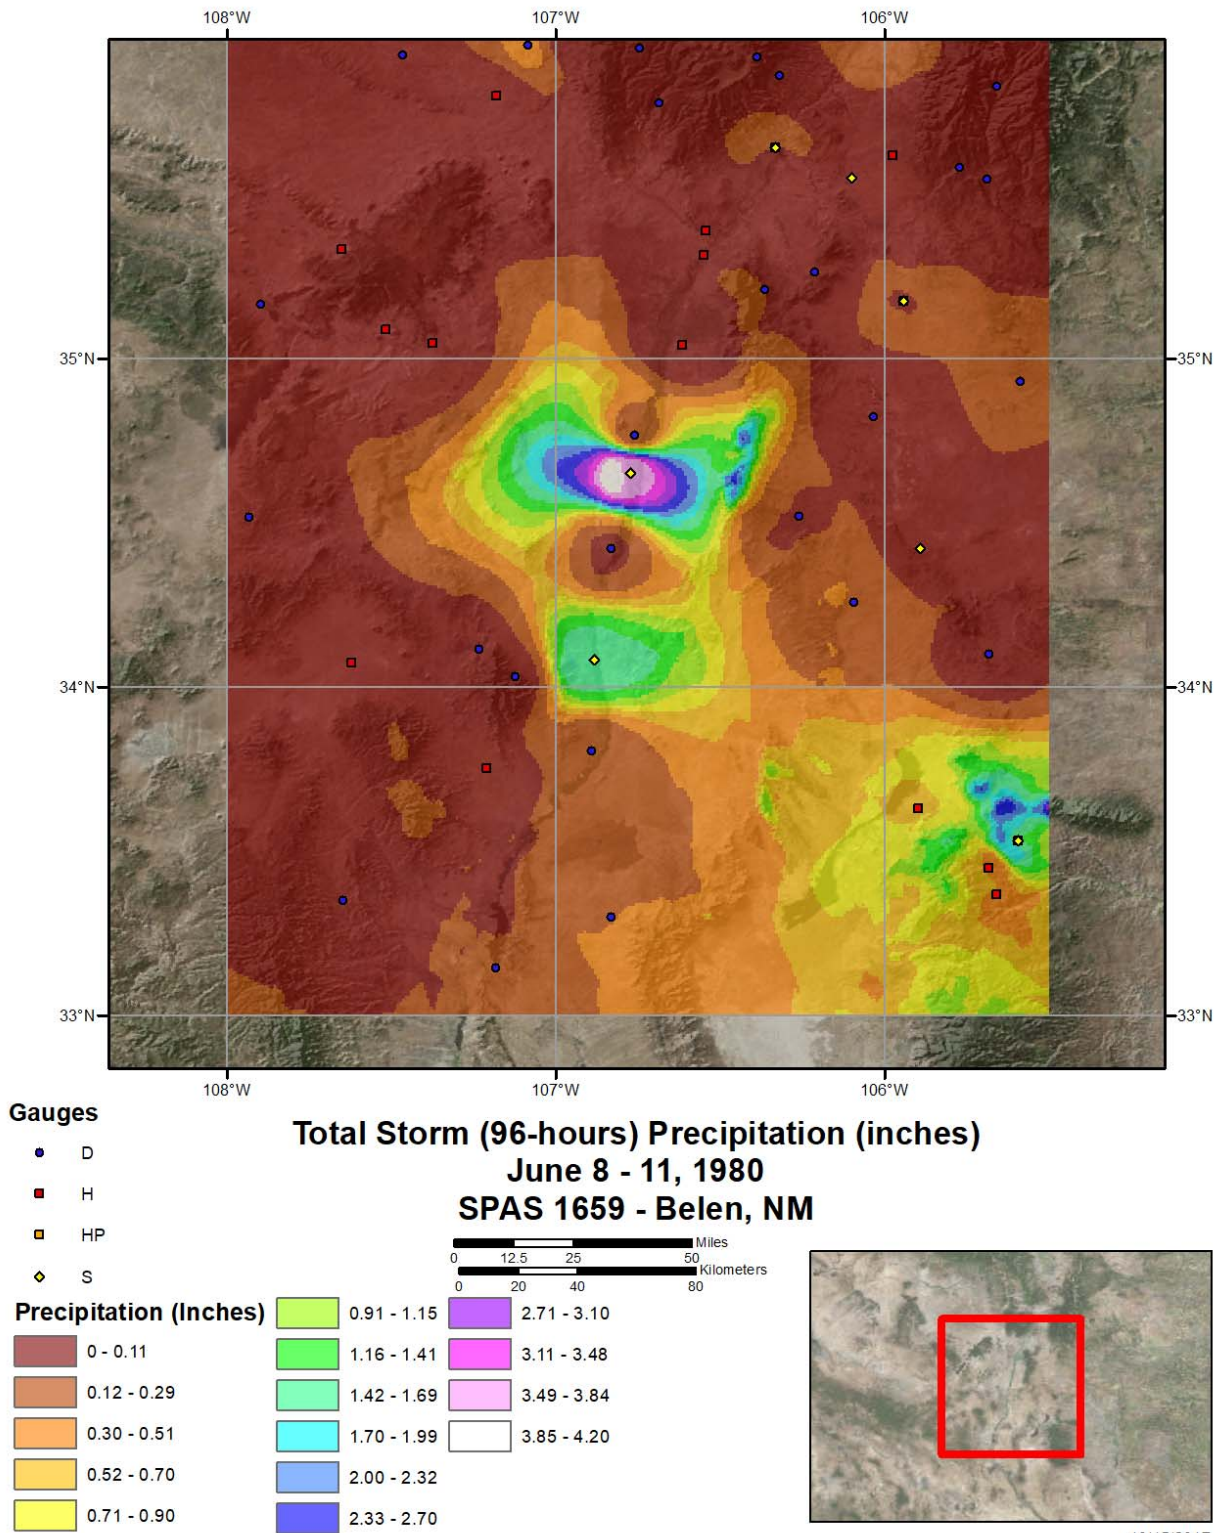 108°W 107°W 106°W
35°N 35°N
34°N 34°N
33°N 33°N
108°W 107°W 106°W
Gauges
D
H
HP
S
Total Storm (96-hours) Precipitation (inches)
June 8 - 11, 1980
SPAS 1659 - Belen, NM
Miles
0 12.5 25 50
Kilometers
0 20 40 80
Precipitation (Inches)
0 - 0.11
0.12 - 0.29
0.30 - 0.51
0.52 - 0.70
0.71 - 0.90
0.91 - 1.15
1.16 - 1.41
1.42 - 1.69
1.70 - 1.99
2.00 - 2.32
2.33 - 2.70
2.71 - 3.10
3.11 - 3.48
3.49 - 3.84
3.85 - 4.20